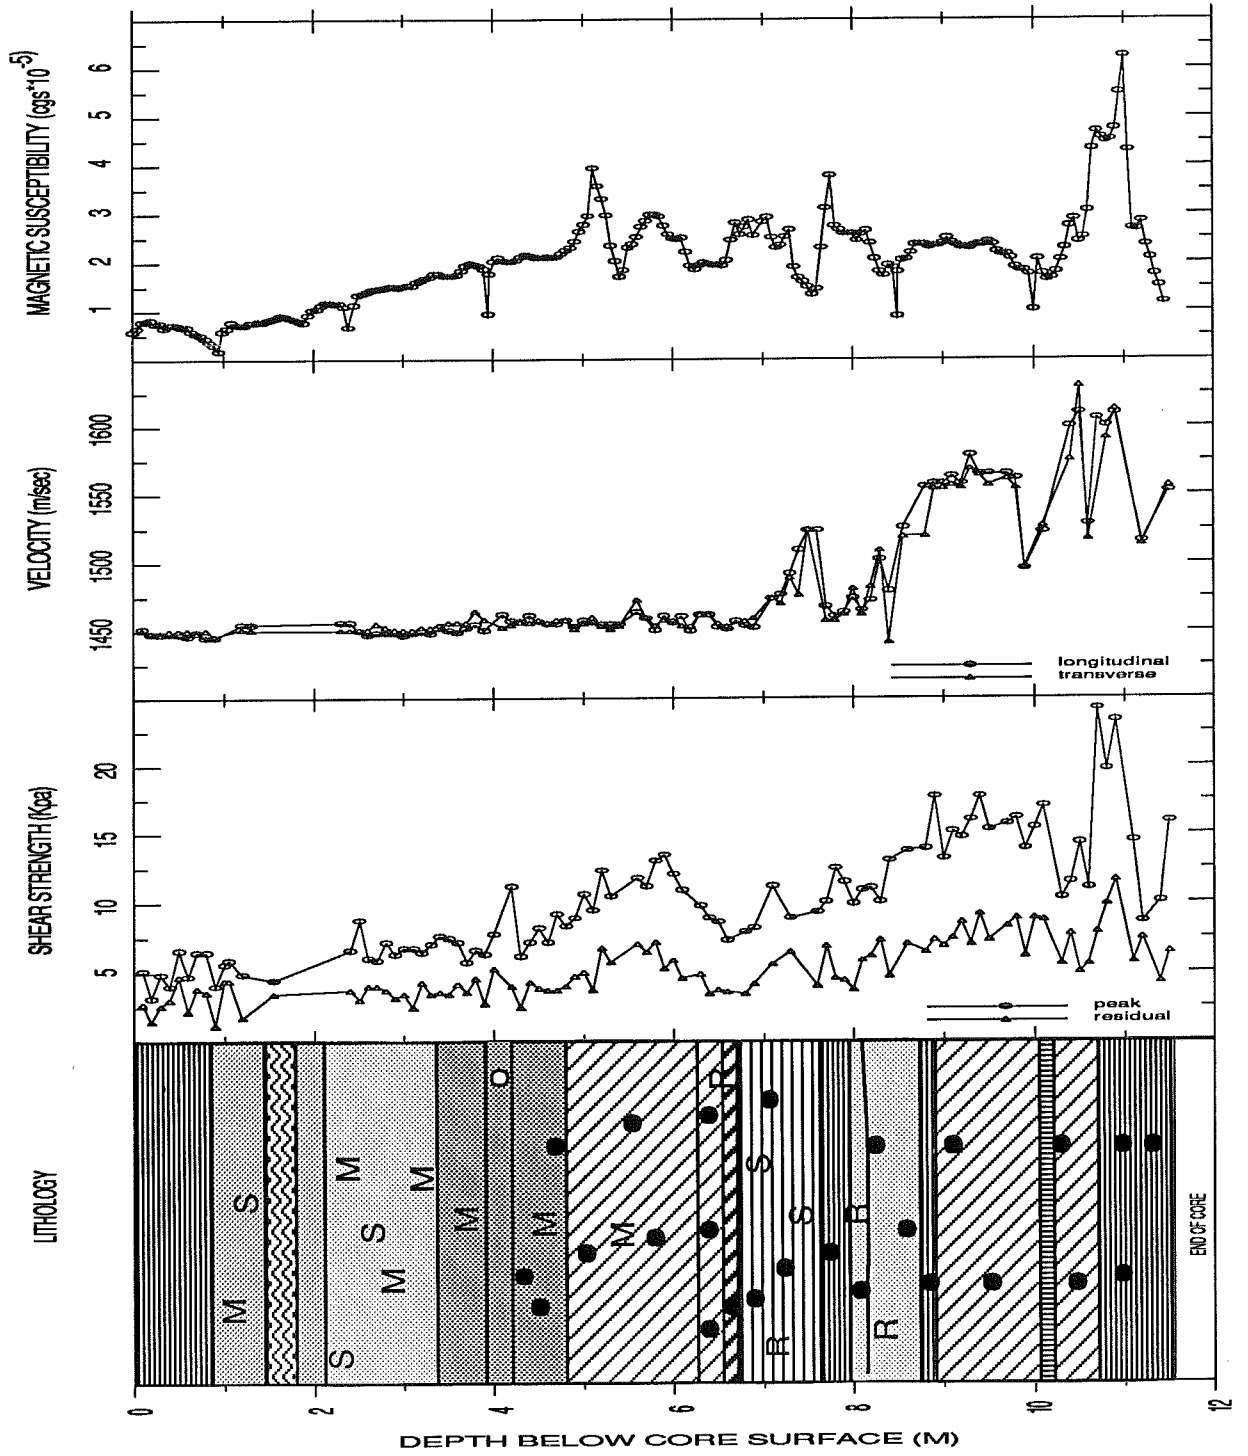 MAGNETIC SUSCEPTIBILITY (cgs*10-5)
1 2 3 4 5 6
VELOCITY (m/sec)
1450 1500 1550 1600
longitudinal
transverse
SHEAR STRENGTH (Kpa)
5 10 15 20
peak
residual
LITHOLOGY
M
S
S
M
S
M
M
M
O
M
M
R
S
R
S
R
R
END OF CORE
0 2 4 6 8 10 12
DEPTH BELOW CORE SURFACE (M)